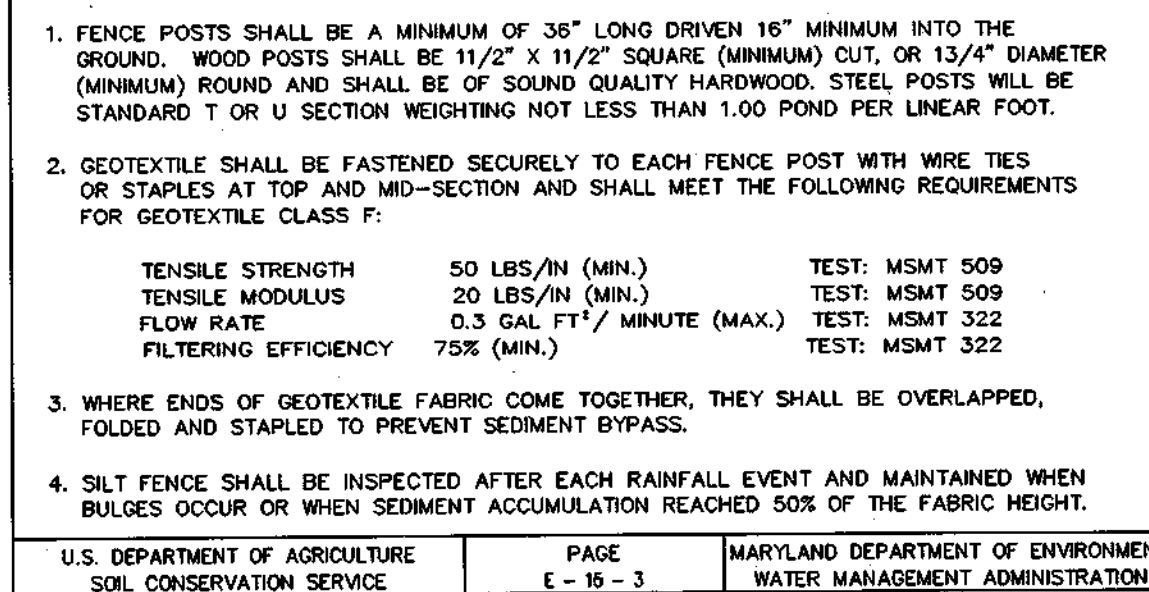 1. FENCE POSTS SHALL BE A MINIMUM OF 36" LONG DRIVEN 16" MINIMUM INTO THE
GROUND. WOOD POSTS SHALL BE 11/2" X 11/2" SQUARE (MINIMUM) CUT, OR 13/4" DIAMETER
(MINIMUM) ROUND AND SHALL BE OF SOUND QUALITY HARDWOOD. STEEL POSTS WILL BE
STANDARD T OR U SECTION WEIGHTING NOT LESS THAN 1.00 POND PER LINEAR FOOT.
2. GEOTEXTILE SHALL BE FASTENED SECURELY TO EACH FENCE POST WITH WIRE TIES
OR STAPLES AT TOP AND MID-SECTION AND SHALL MEET THE FOLLOWING REQUIREMENTS
FOR GEOTEXTILE CLASS F:
TENSILE STRENGTH 50 LBS/IN (MIN.) TEST: MSMT 509
TENSILE MODULUS 20 LBS/IN (MIN.) TEST: MSMT 509
FLOW RATE 0.3 GAL FT²/ MINUTE (MAX.) TEST: MSMT 322
FILTERING EFFICIENCY 75% (MIN.) TEST: MSMT 322
3. WHERE ENDS OF GEOTEXTILE FABRIC COME TOGETHER, THEY SHALL BE OVERLAPPED,
FOLDED AND STAPLED TO PREVENT SEDIMENT BYPASS.
4. SILT FENCE SHALL BE INSPECTED AFTER EACH RAINFALL EVENT AND MAINTAINED WHEN
BULGES OCCUR OR WHEN SEDIMENT ACCUMULATION REACHED 50% OF THE FABRIC HEIGHT.
U.S. DEPARTMENT OF AGRICULTURE
SOIL CONSERVATION SERVICE
PAGE
E - 15 - 3
MARYLAND DEPARTMENT OF ENVIRONMEN
WATER MANAGEMENT ADMINISTRATION